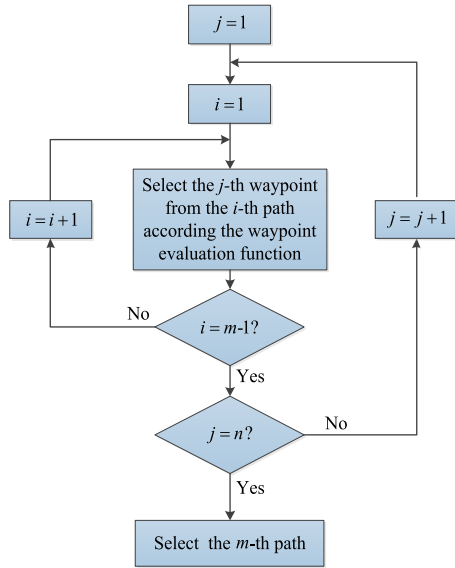 j = 1
i = 1
Select the j-th waypoint
from the i-th path
according the waypoint
evaluation function
i = i+1
j = j+1
No
i = m-1?
Yes
j = n?
No
Yes
Select the m-th path